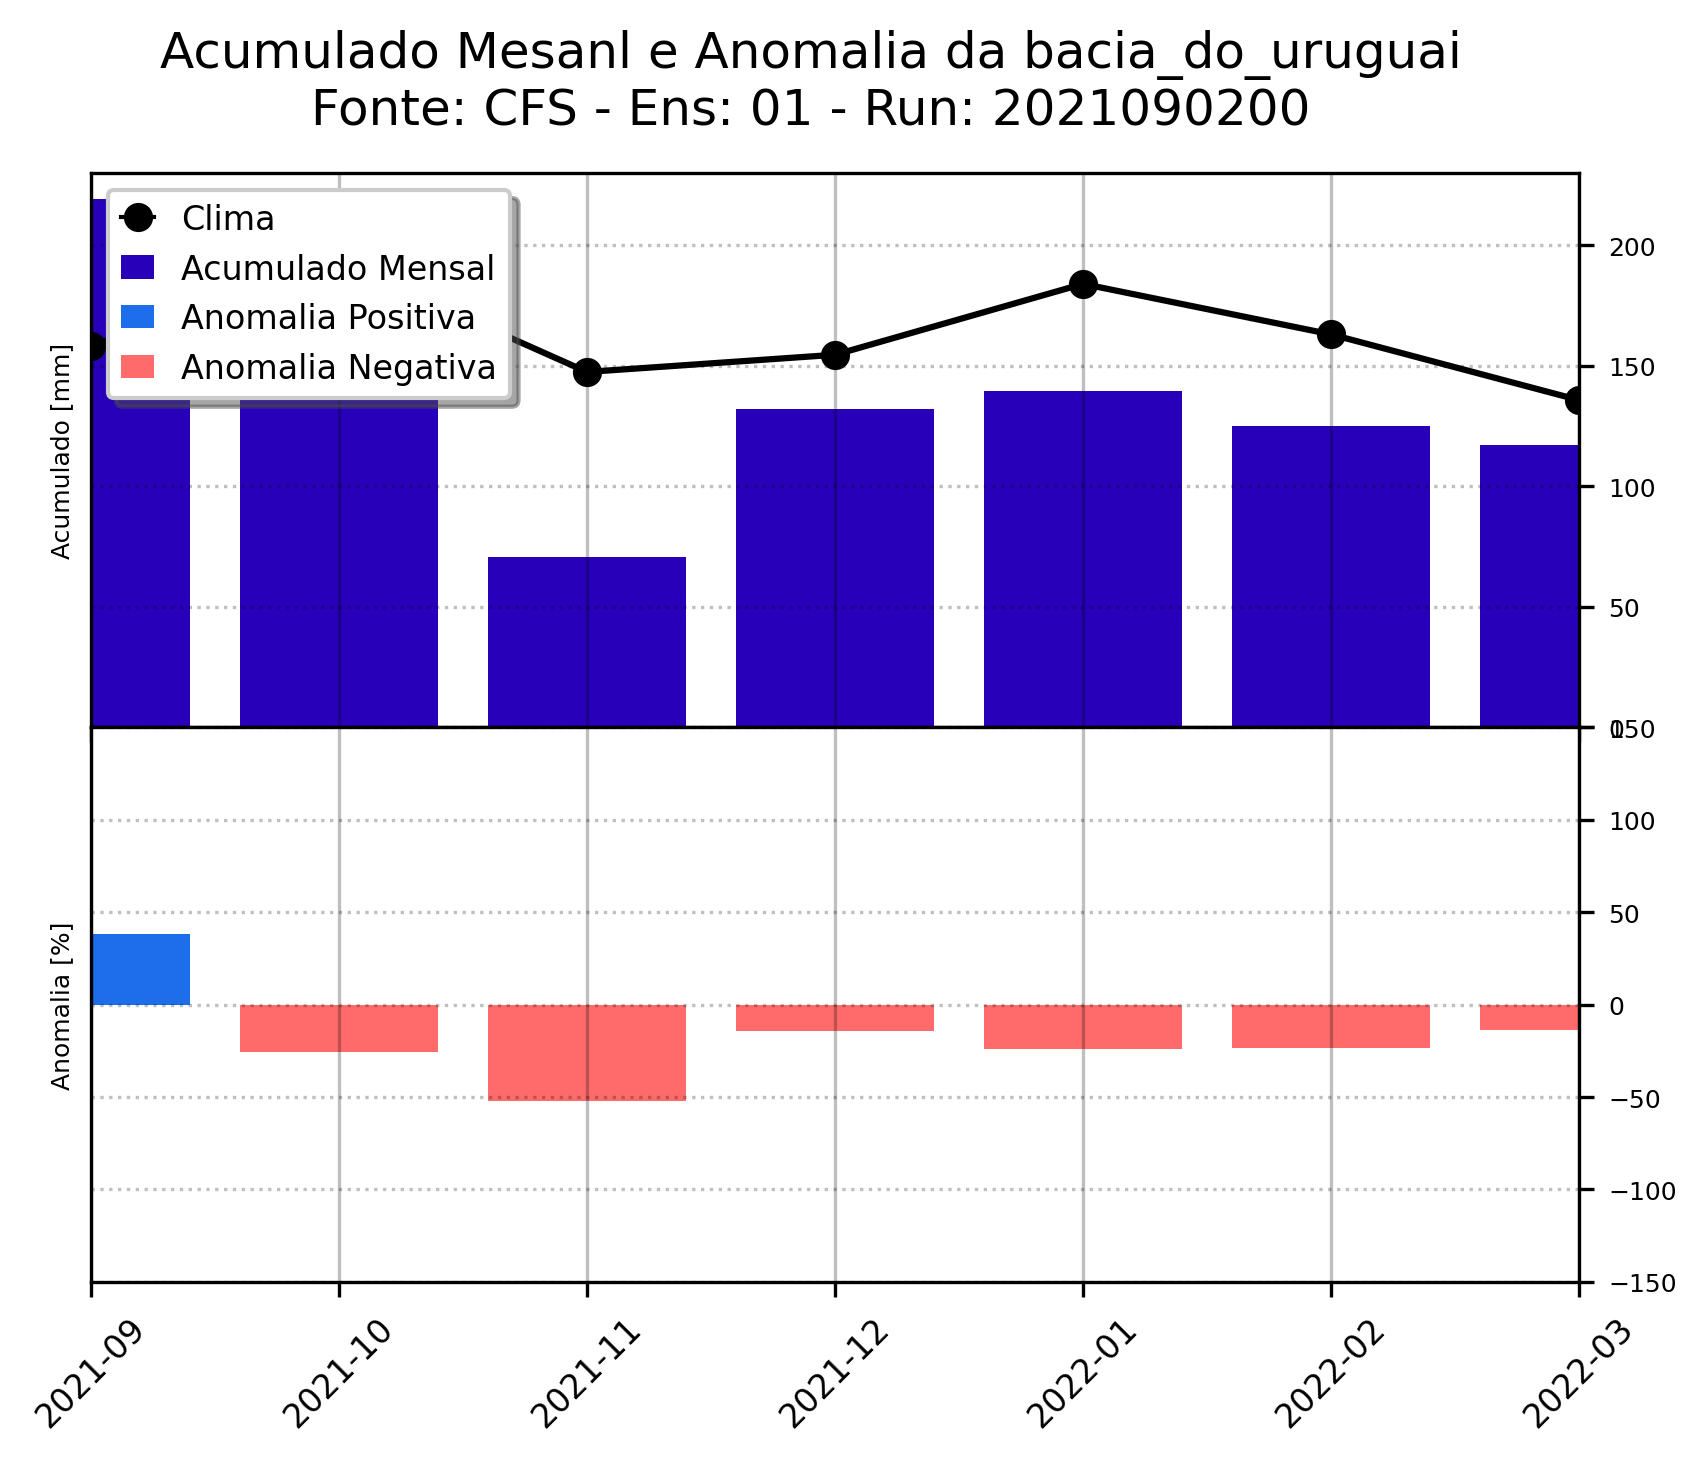 Acumulado Mesanl e Anomalia da bacia_do_uruguai
Fonte: CFS - Ens: 01 - Run: 2021090200
Clima
Acumulado Mensal
Anomalia Positiva
Anomalia Negativa
Acumulado [mm]
200
150
100
50
0
150
100
50
0
−50
−100
−150
Anomalia [%]
2021-09
2021-10
2021-11
2021-12
2022-01
2022-02
2022-03